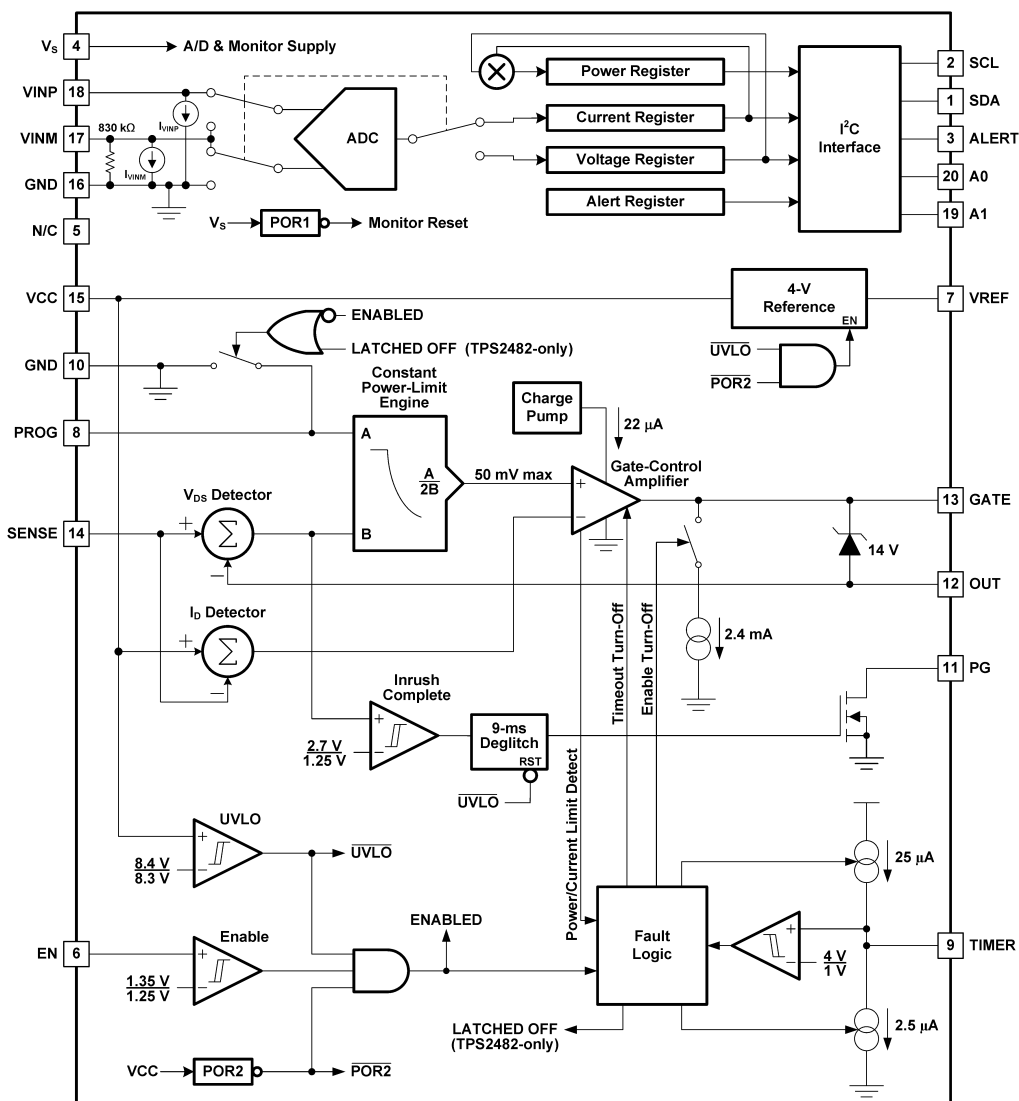 VS 4 A/D & Monitor Supply
VINP 18
830 kΩ
IVINP
VINM 17
IVINM
GND 16
ADC
Power Register
Current Register
Voltage Register
Alert Register
I2C
Interface
2 SCL
1 SDA
3 ALERT
20 A0
19 A1
VS POR1 Monitor Reset
N/C 5
VCC 15
4-V
Reference
EN
7 VREF
UVLO
POR2
ENABLED
LATCHED OFF (TPS2482-only)
GND 10
Constant
Power-Limit
Engine
PROG 8
A
A
2B
B
Charge
Pump
22 µA
50 mV max
Gate-Control
Amplifier
+
−
13 GATE
14 V
12 OUT
VDS Detector
SENSE 14
+
Σ
−
ID Detector
+
Σ
−
Timeout Turn-Off
Enable Turn-Off
2.4 mA
11 PG
Inrush
Complete
+
−
2.7 V
1.25 V
9-ms
Deglitch
RST
UVLO
Power/Current Limit Detect
UVLO
+
−
8.4 V
8.3 V
UVLO
25 µA
ENABLED
EN 6
Enable
+
−
1.35 V
1.25 V
Fault
Logic
+
−
4 V
1 V
9 TIMER
LATCHED OFF
(TPS2482-only)
2.5 µA
VCC POR2 POR2